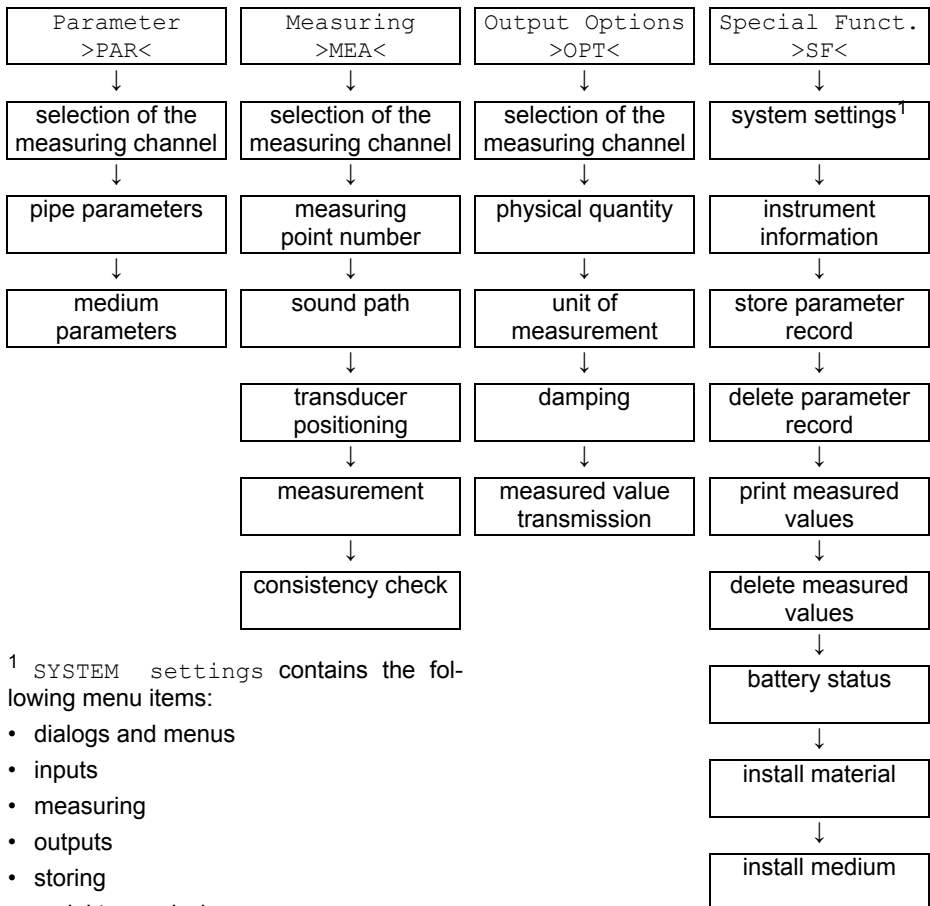 Parameter
>PAR<
selection of the
measuring channel
pipe parameters
medium
parameters
Measuring
>MEA<
selection of the
measuring channel
measuring
point number
sound path
transducer
positioning
measurement
consistency check
Output Options
>OPT<
selection of the
measuring channel
physical quantity
unit of
measurement
damping
measured value
transmission
Special Funct.
>SF<
system settings1
instrument
information
store parameter
record
delete parameter
record
print measured
values
delete measured
values
battery status
install material
install medium
1 SYSTEM settings contains the fol-
lowing menu items:
• dialogs and menus
• inputs
• measuring
• outputs
• storing